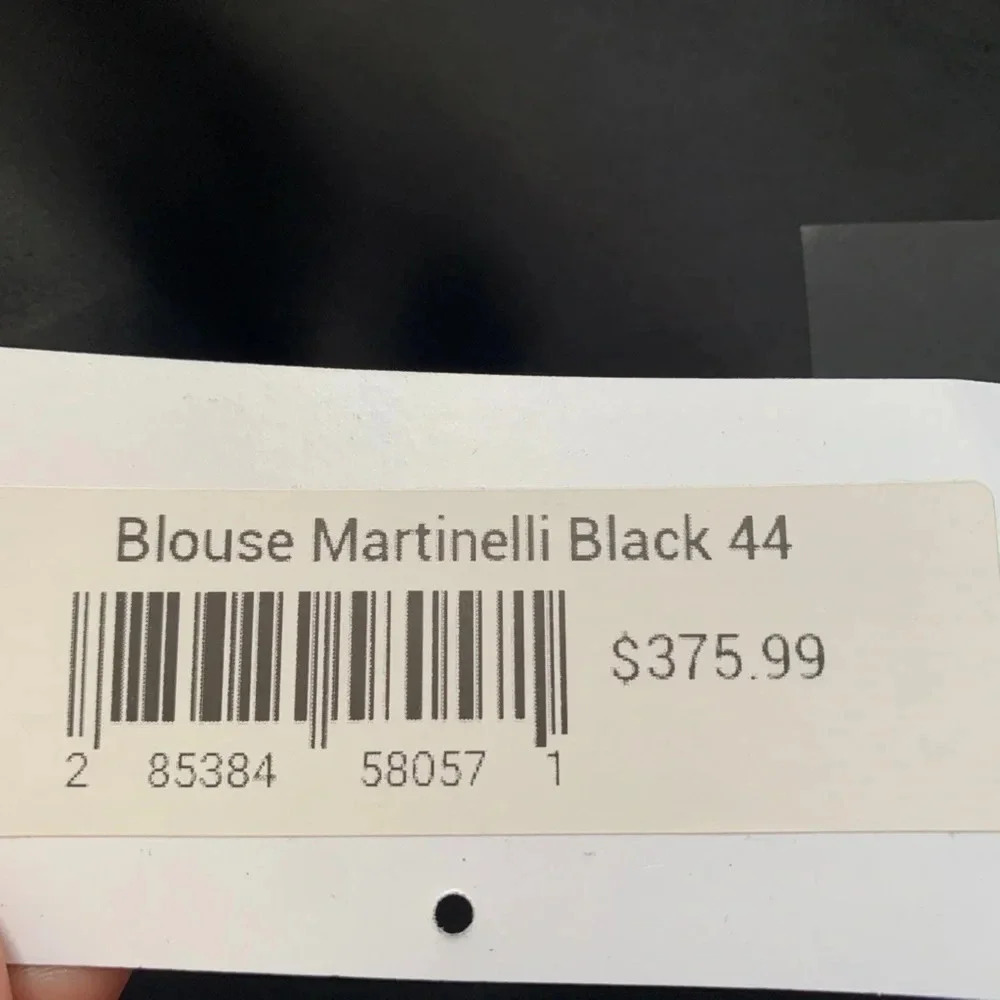 Blouse Martinelli Black 44
$375.99
2 85384 58057 1